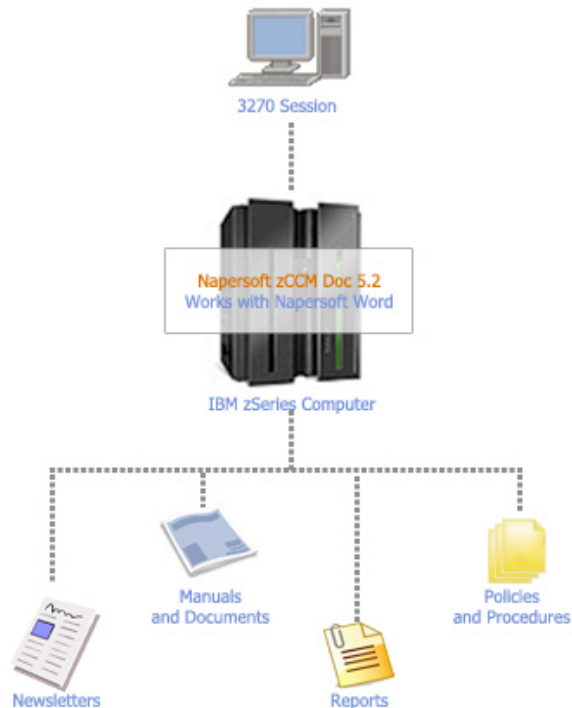 3270 Session
Napersoft zCCM Doc 5.2
Works with Napersoft Word
IBM zSeries Computer
Manuals
and Documents
Policies
and Procedures
Newsletters
Reports